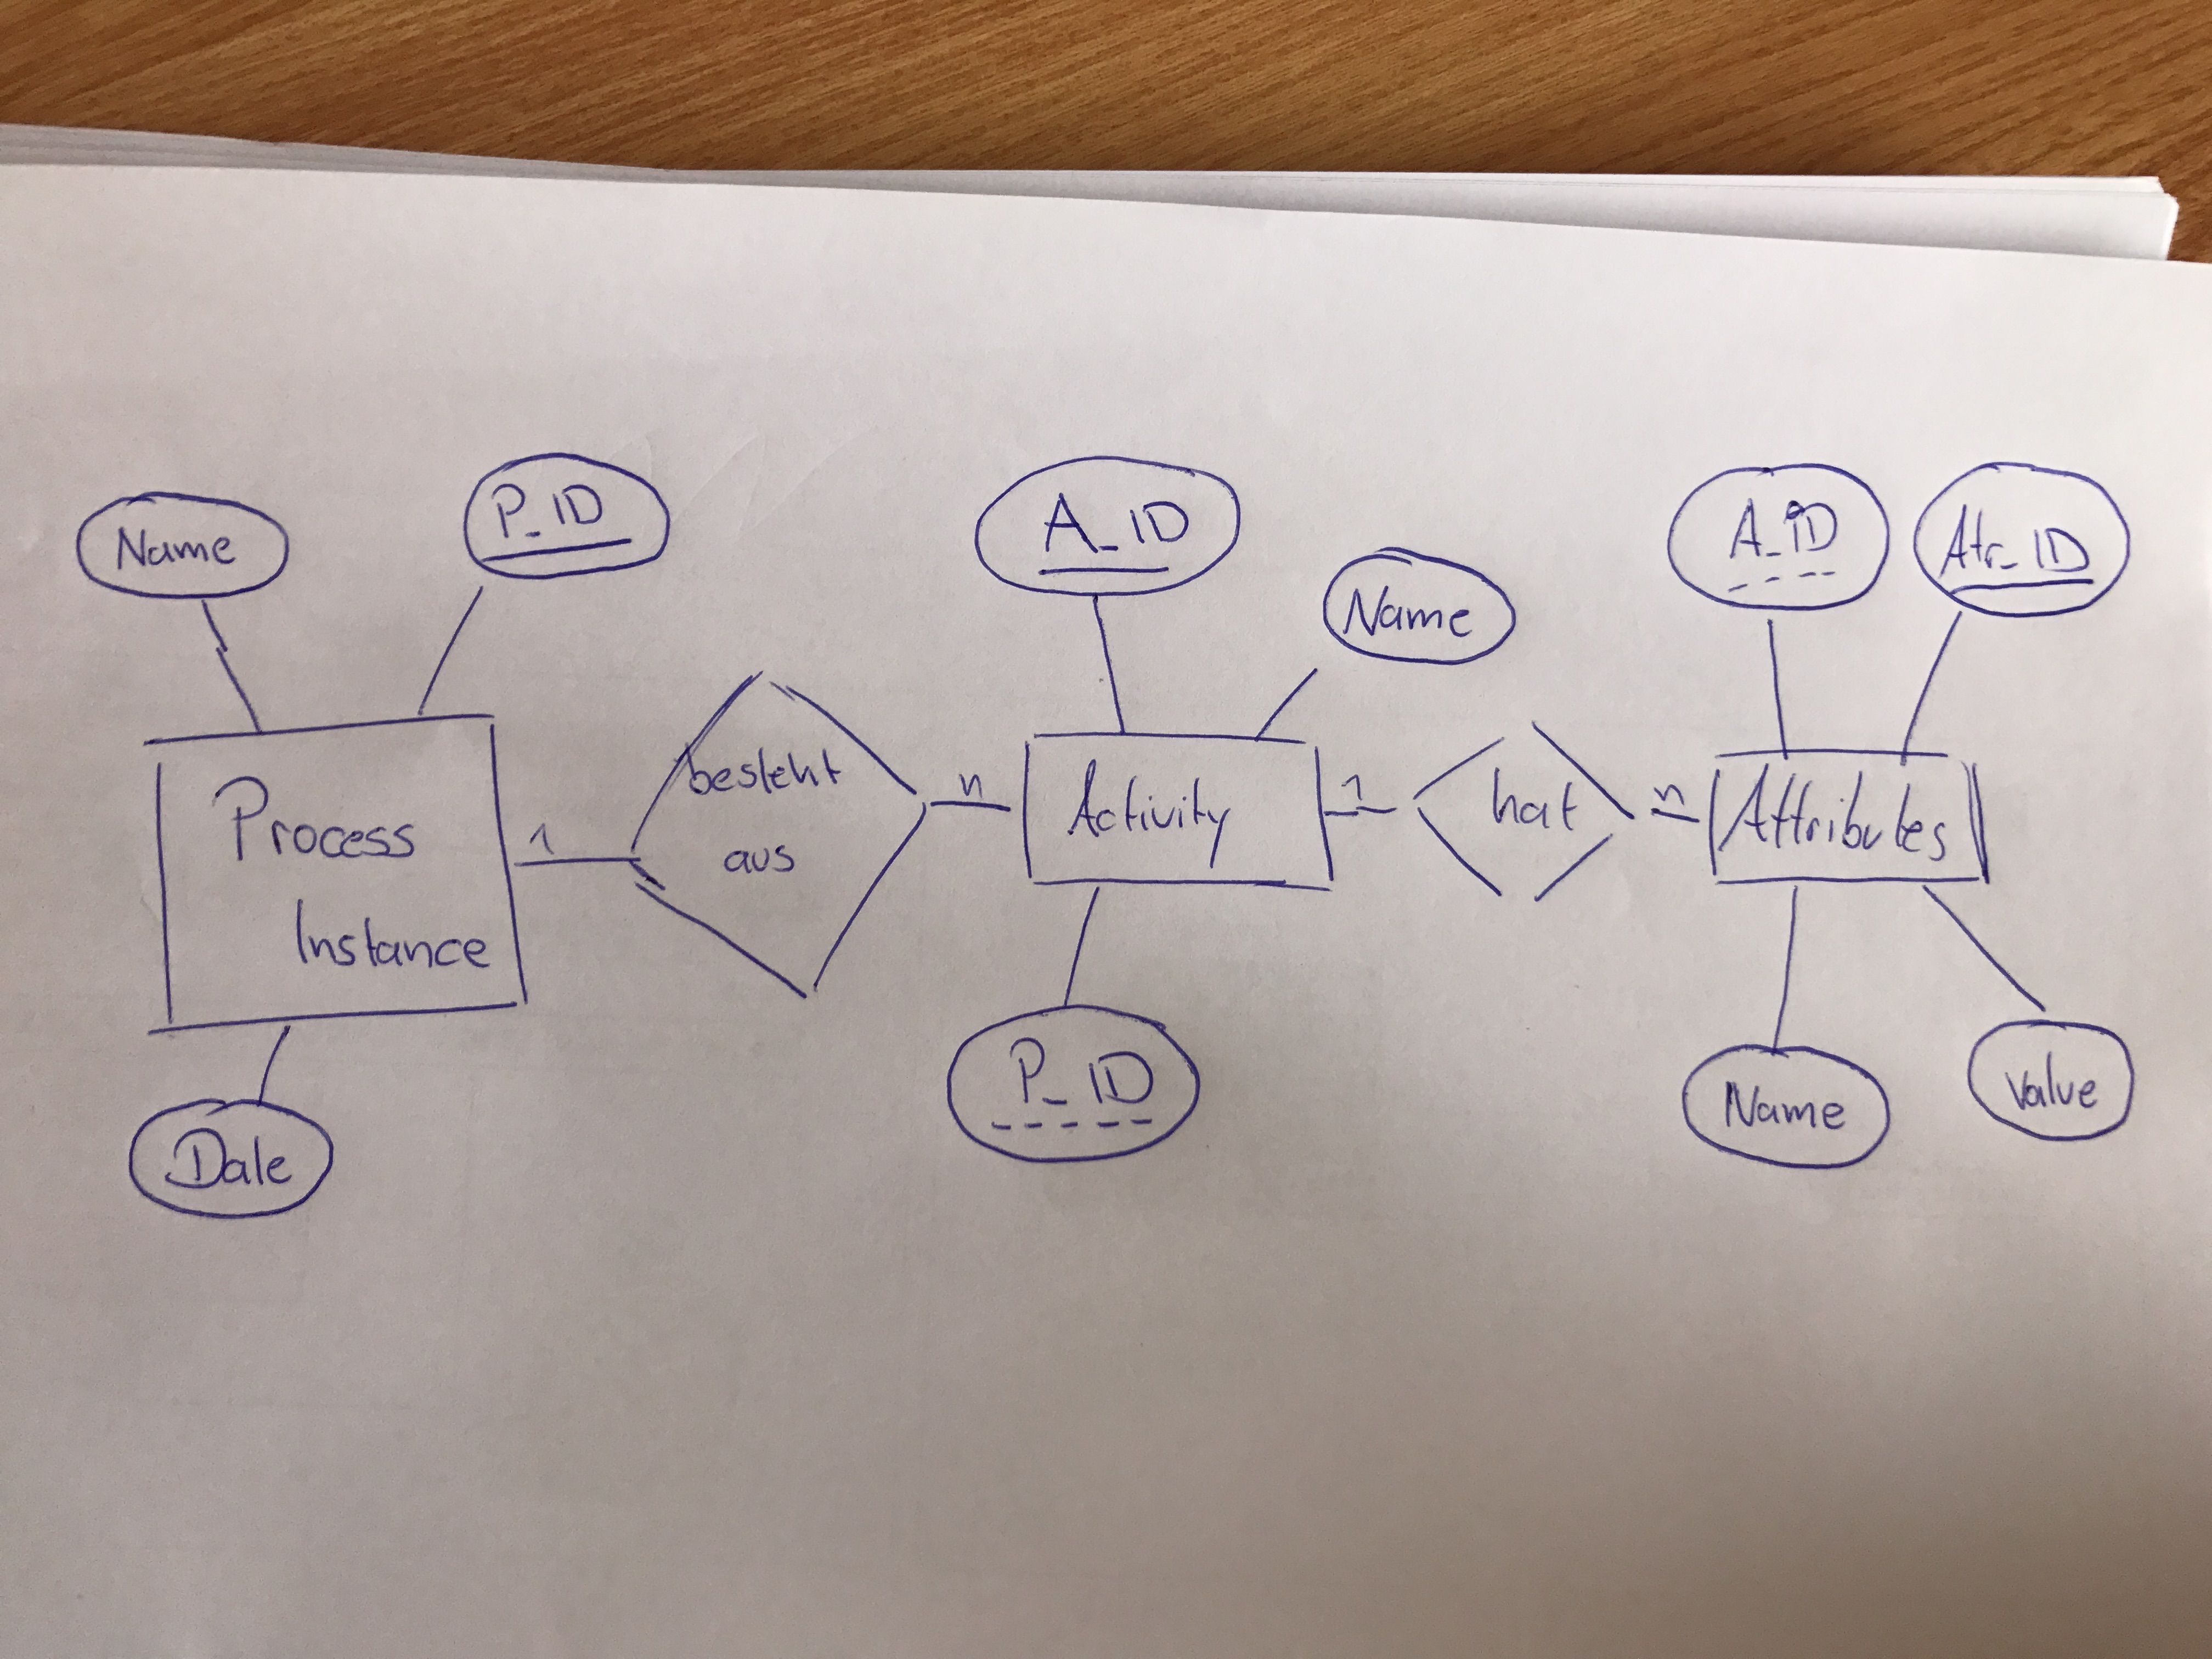 Name
P_ID
A_ID
Name
A_ID
Atr_ID
Process
Instance
1
besteht
aus
n
Activity
1
hat
n
Attributes
Date
P_ID
Name
Value